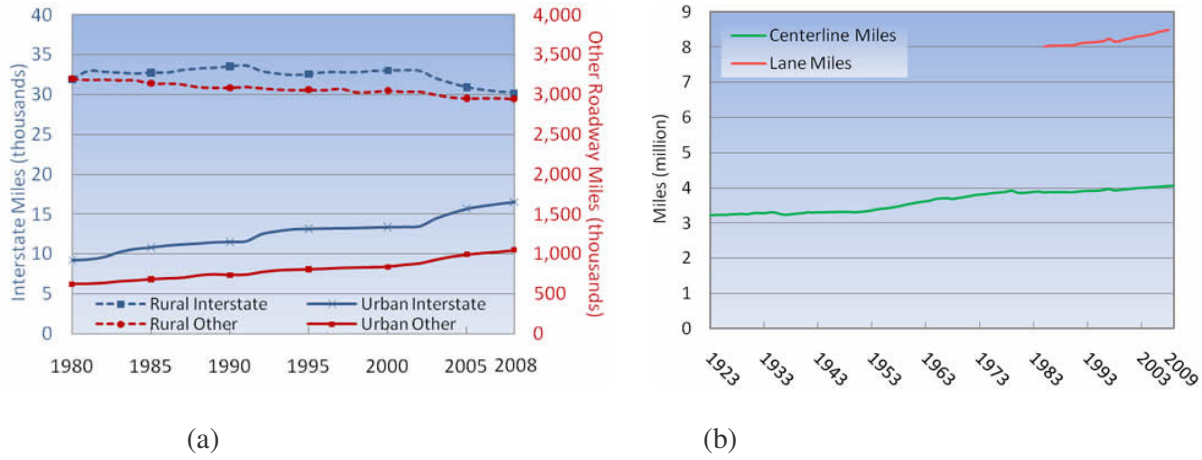 40
35
30
25
20
15
10
5
0
Interstate Miles (thousands)
4,000
3,500
3,000
2,500
2,000
1,500
1,000
500
0
Other Roadway Miles (thousands)
Rural Interstate
Urban Interstate
Rural Other
Urban Other
1980 1985 1990 1995 2000 2005 2008
(a)
9
8
7
6
5
4
3
2
1
0
Miles (million)
Centerline Miles
Lane Miles
1923 1933 1943 1953 1963 1973 1983 1993 2003 2009
(b)